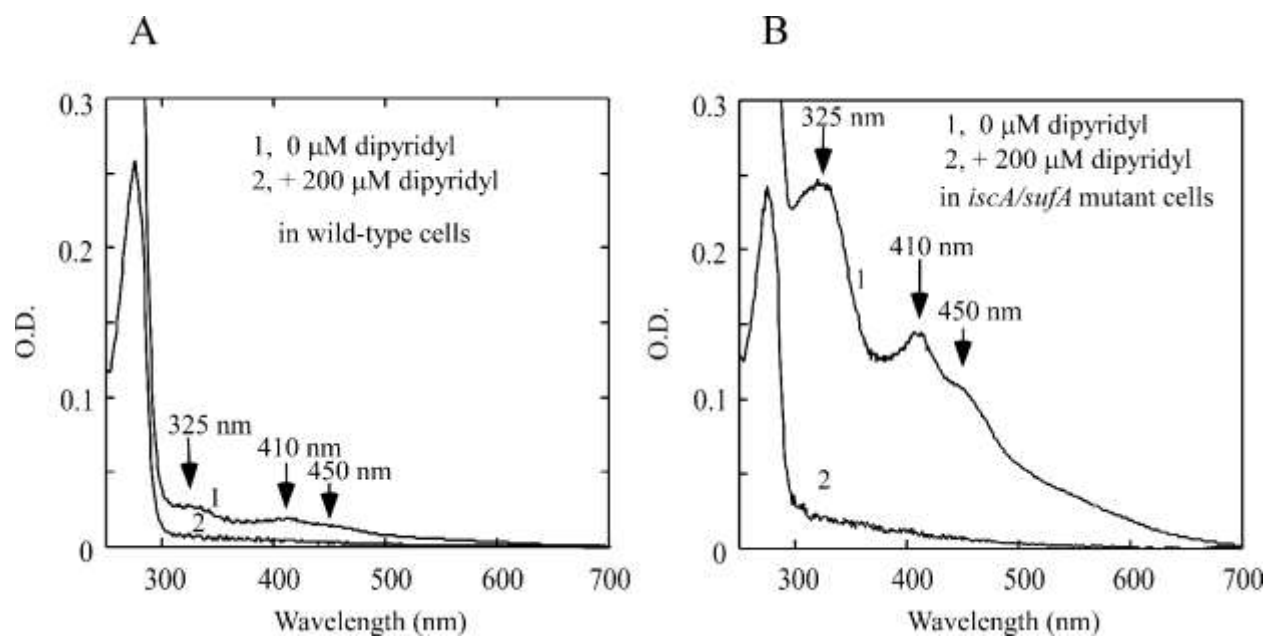 A
0.3
0.2
0.1
0
O.D.
1, 0 μM dipyridyl
2, + 200 μM dipyridyl
in wild-type cells
325 nm
410 nm
450 nm
1
2
300 400 500 600 700
Wavelength (nm)
B
0.3
0.2
0.1
0
O.D.
325 nm
1, 0 μM dipyridyl
2, + 200 μM dipyridyl
in iscA/sufA mutant cells
410 nm
1
450 nm
2
300 400 500 600 700
Wavelength (nm)